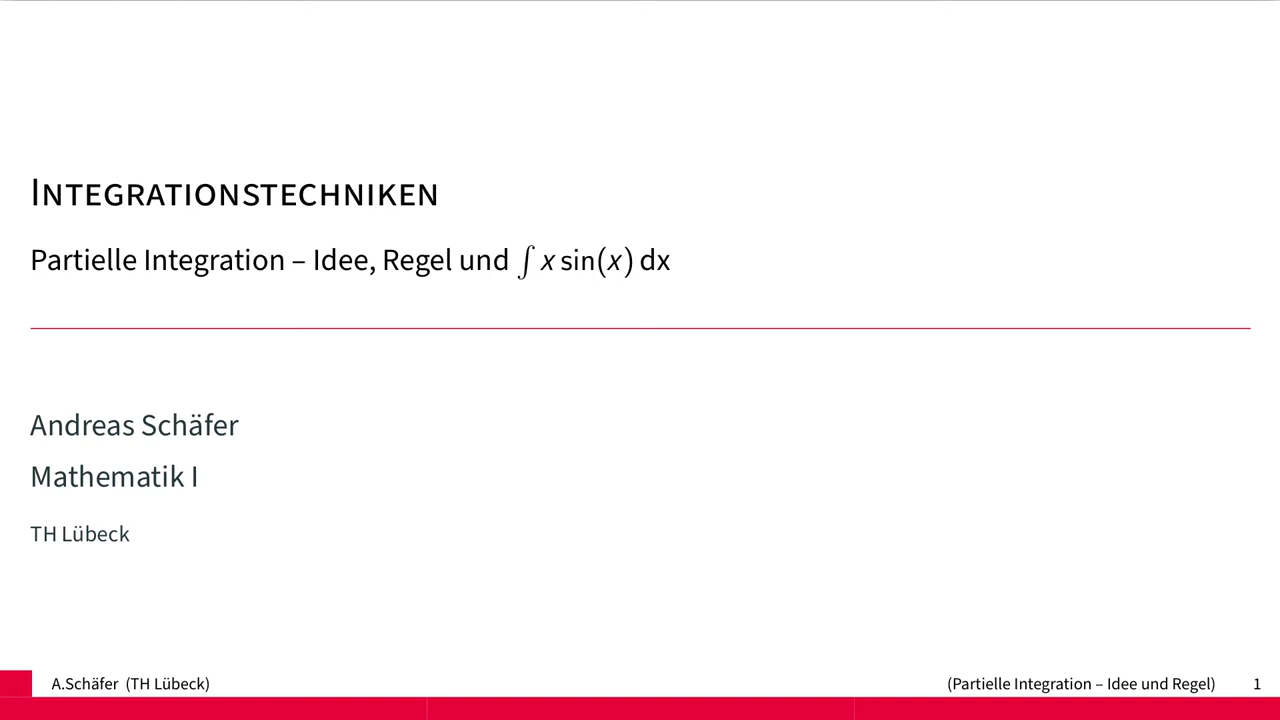 Integrationstechniken
Partielle Integration – Idee, Regel und ∫ x sin(x) dx
Andreas Schäfer
Mathematik I
TH Lübeck
A.Schäfer (TH Lübeck)
(Partielle Integration – Idee und Regel) 1